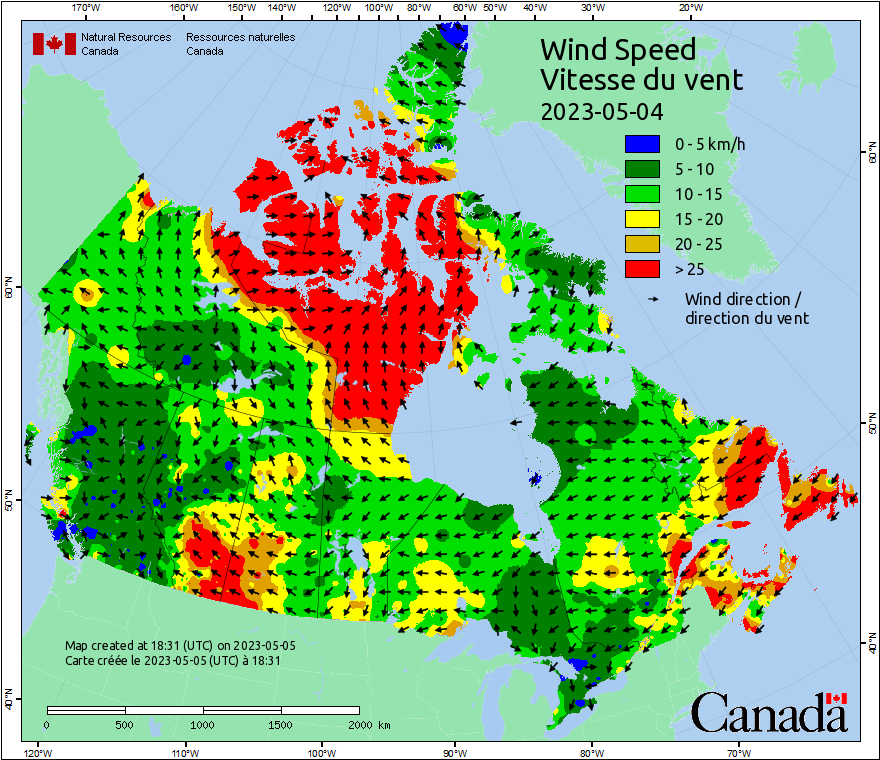 170°W 160°W 150°W 140°W 120°W 100°W 80°W 60°W 50°W 40°W 30°W 20°W
Natural Resources Ressources naturelles
Canada Canada
Wind Speed
Vitesse du vent
2023-05-04
0 - 5 km/h
5 - 10
10 - 15
15 - 20
20 - 25
> 25
Wind direction /
direction du vent
60°N
60°N
50°N
50°N
40°N
40°N
Map created at 18:31 (UTC) on 2023-05-05
Carte créée le 2023-05-05 (UTC) à 18:31
0 500 1000 1500 2000 km
Canada
120°W 110°W 100°W 90°W 80°W 70°W